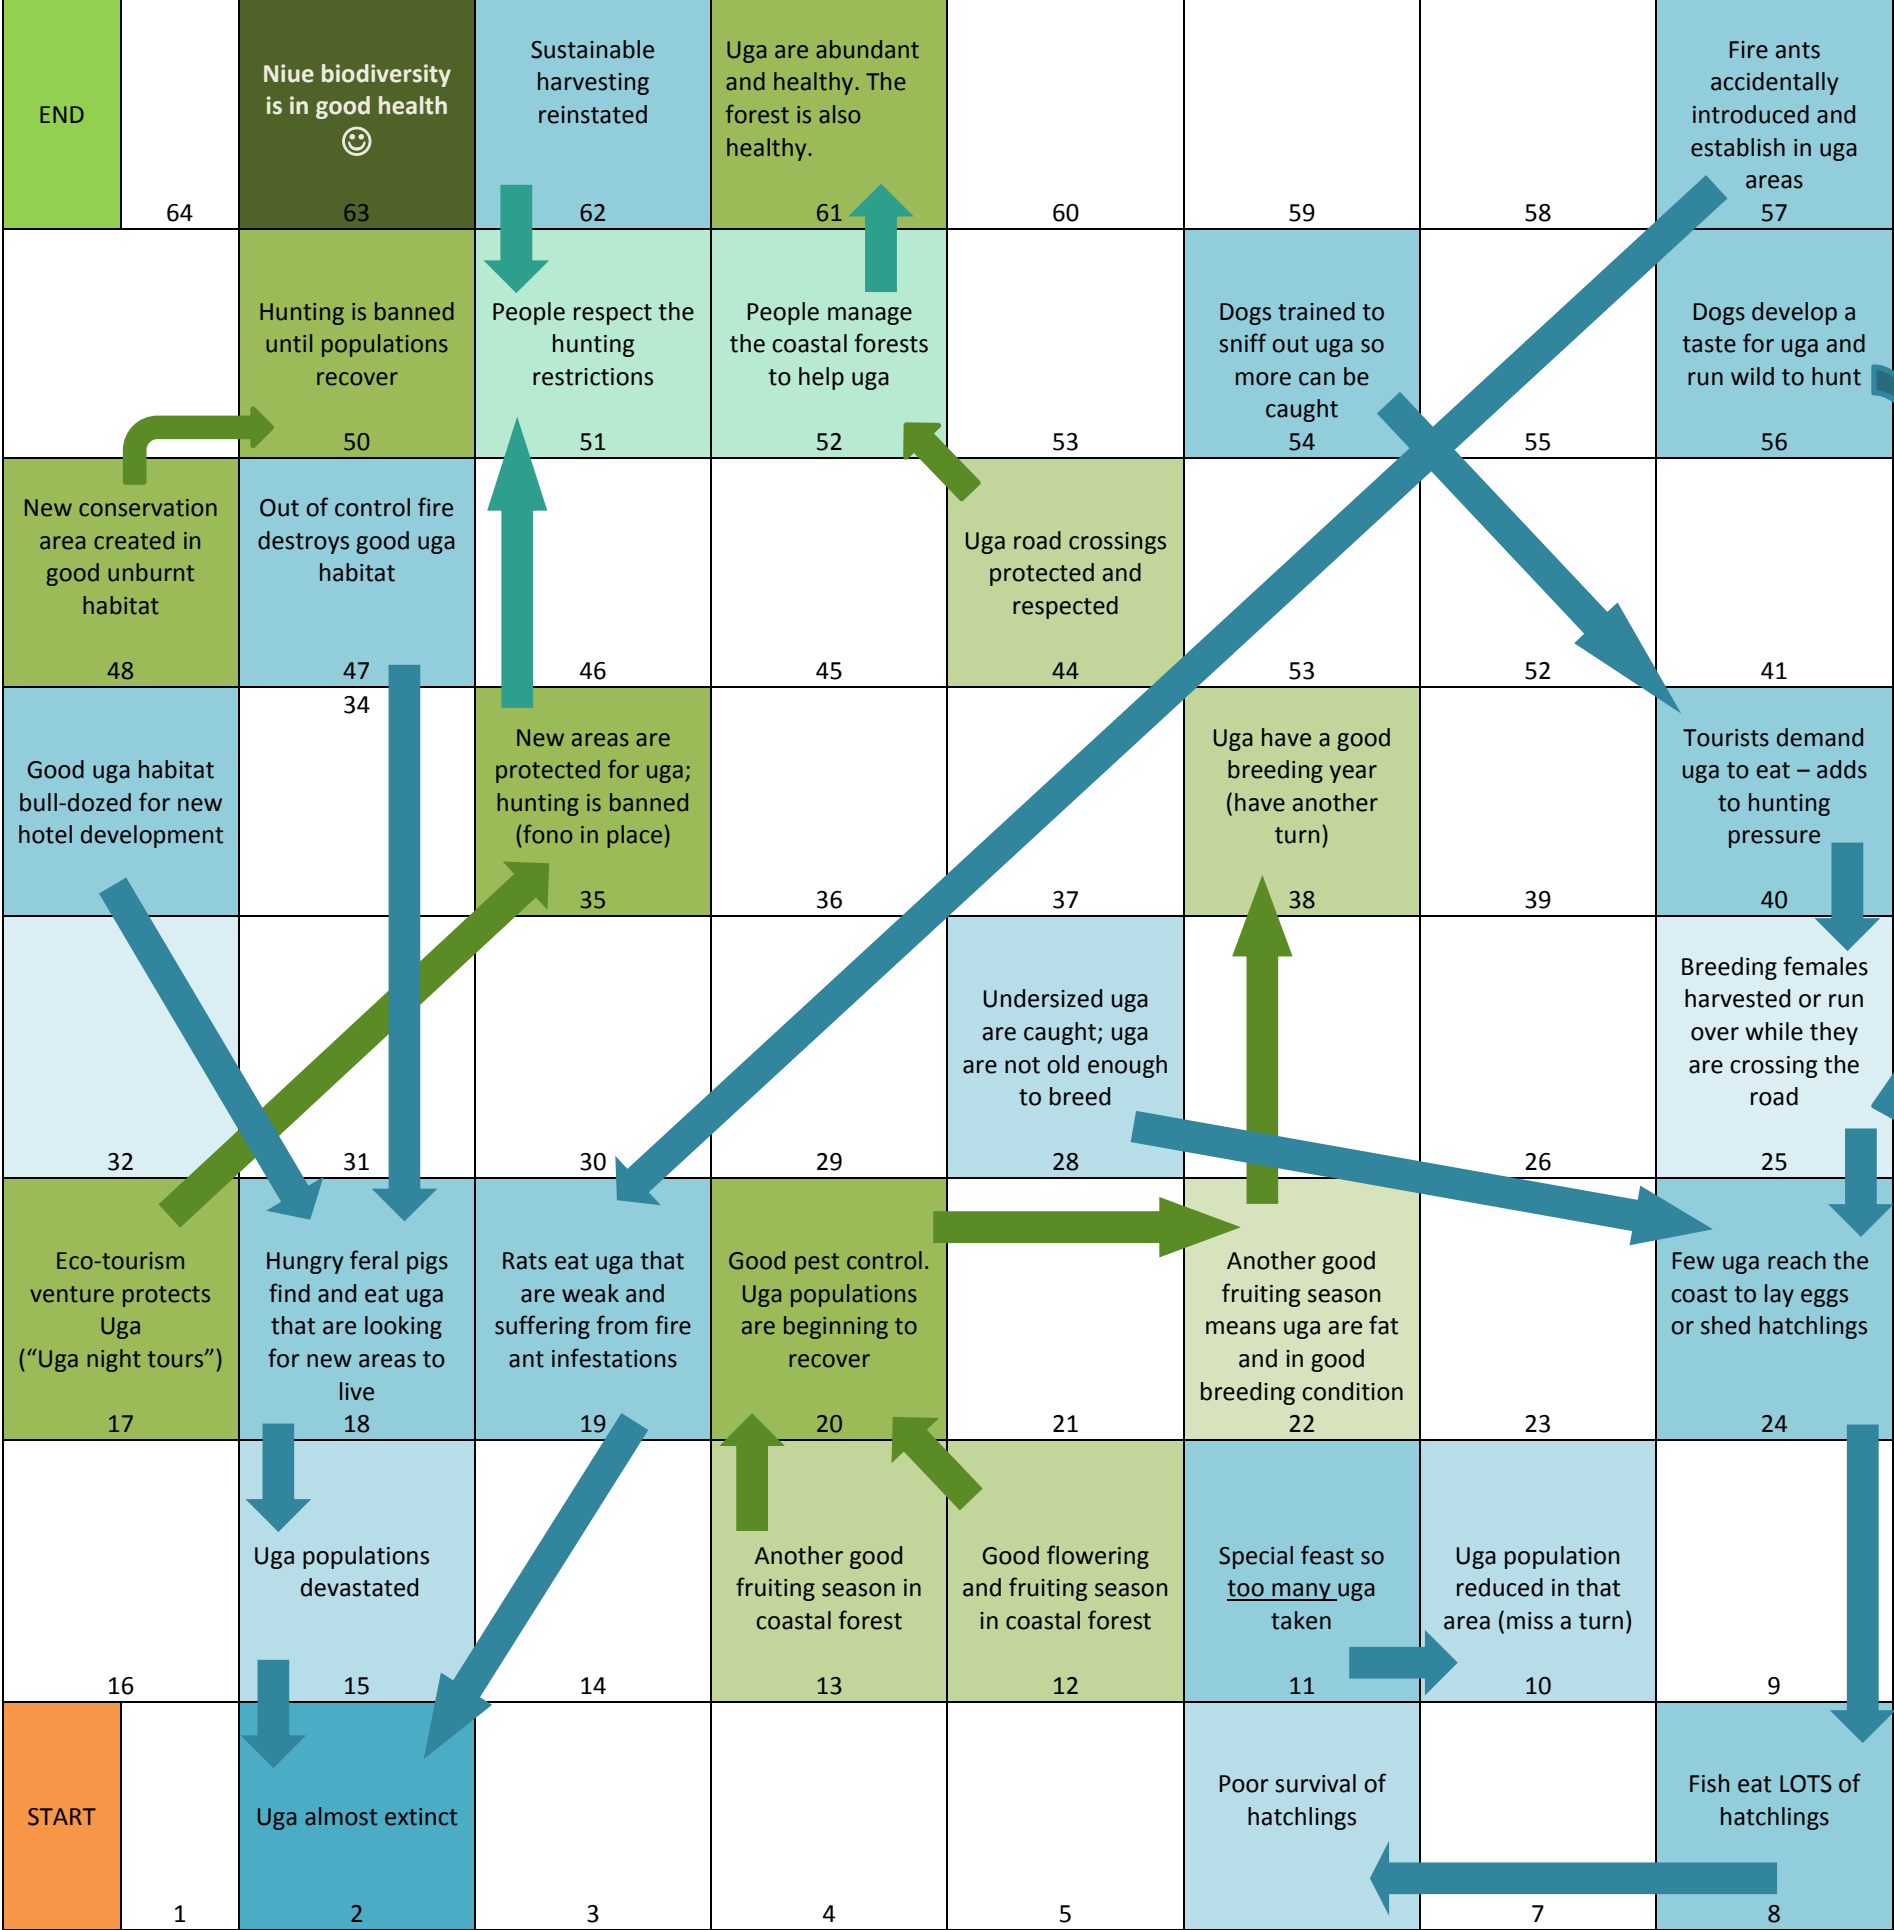 END
64
Niue biodiversity
is in good health
63
Sustainable
harvesting
reinstated
62
Uga are abundant
and healthy. The
forest is also
healthy.
61
60
59
58
Fire ants
accidentally
introduced and
establish in uga
areas
57
Hunting is banned
until populations
recover
50
People respect the
hunting
restrictions
51
People manage
the coastal forests
to help uga
52
53
Dogs trained to
sniff out uga so
more can be
caught
54
55
Dogs develop a
taste for uga and
run wild to hunt
56
New conservation
area created in
good unburnt
habitat
48
Out of control fire
destroys good uga
habitat
47
46
45
Uga road crossings
protected and
respected
44
53
52
41
Good uga habitat
bull-dozed for new
hotel development
34
New areas are
protected for uga;
hunting is banned
(fono in place)
35
36
37
Uga have a good
breeding year
(have another
turn)
38
39
Tourists demand
uga to eat – adds
to hunting
pressure
40
32
31
30
29
Undersized uga
are caught; uga
are not old enough
to breed
28
26
Breeding females
harvested or run
over while they
are crossing the
road
25
Eco-tourism
venture protects
Uga
(“Uga night tours”)
17
Hungry feral pigs
find and eat uga
that are looking
for new areas to
live
18
Rats eat uga that
are weak and
suffering from fire
ant infestations
19
Good pest control.
Uga populations
are beginning to
recover
20
21
Another good
fruiting season
means uga are fat
and in good
breeding condition
22
23
Few uga reach the
coast to lay eggs
or shed hatchlings
24
16
Uga populations
devastated
15
14
Another good
fruiting season in
coastal forest
13
Good flowering
and fruiting season
in coastal forest
12
Special feast so
too many uga
taken
11
Uga population
reduced in that
area (miss a turn)
10
9
START
1
Uga almost extinct
2
3
4
5
Poor survival of
hatchlings
7
Fish eat LOTS of
hatchlings
8